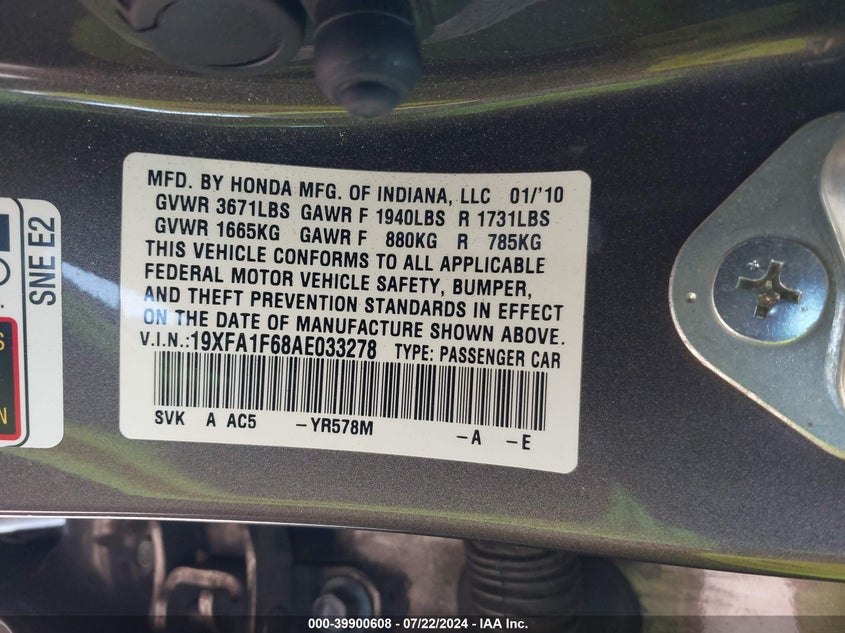 MFD. BY HONDA MFG. OF INDIANA, LLC 01/'10
GVWR 3671LBS GAWR F 1940LBS R 1731LBS
GVWR 1665KG GAWR F 880KG R 785KG
THIS VEHICLE CONFORMS TO ALL APPLICABLE
FEDERAL MOTOR VEHICLE SAFETY, BUMPER,
AND THEFT PREVENTION STANDARDS IN EFFECT
ON THE DATE OF MANUFACTURE SHOWN ABOVE.
V.I.N.:19XFA1F68AE033278 TYPE: PASSENGER CAR
SVK A AC5 -YR578M -A -E
SNE E2
000-39900608 - 07/22/2024 - IAA Inc.